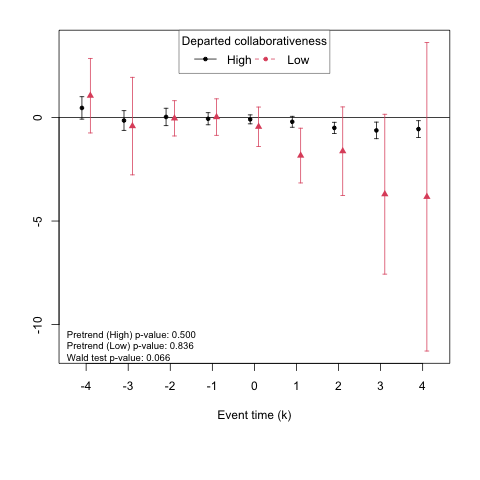 Departed collaborativeness
High Low
0
-5
-10
Pretrend (High) p-value: 0.500
Pretrend (Low) p-value: 0.836
Wald test p-value: 0.066
-4 -3 -2 -1 0 1 2 3 4
Event time (k)